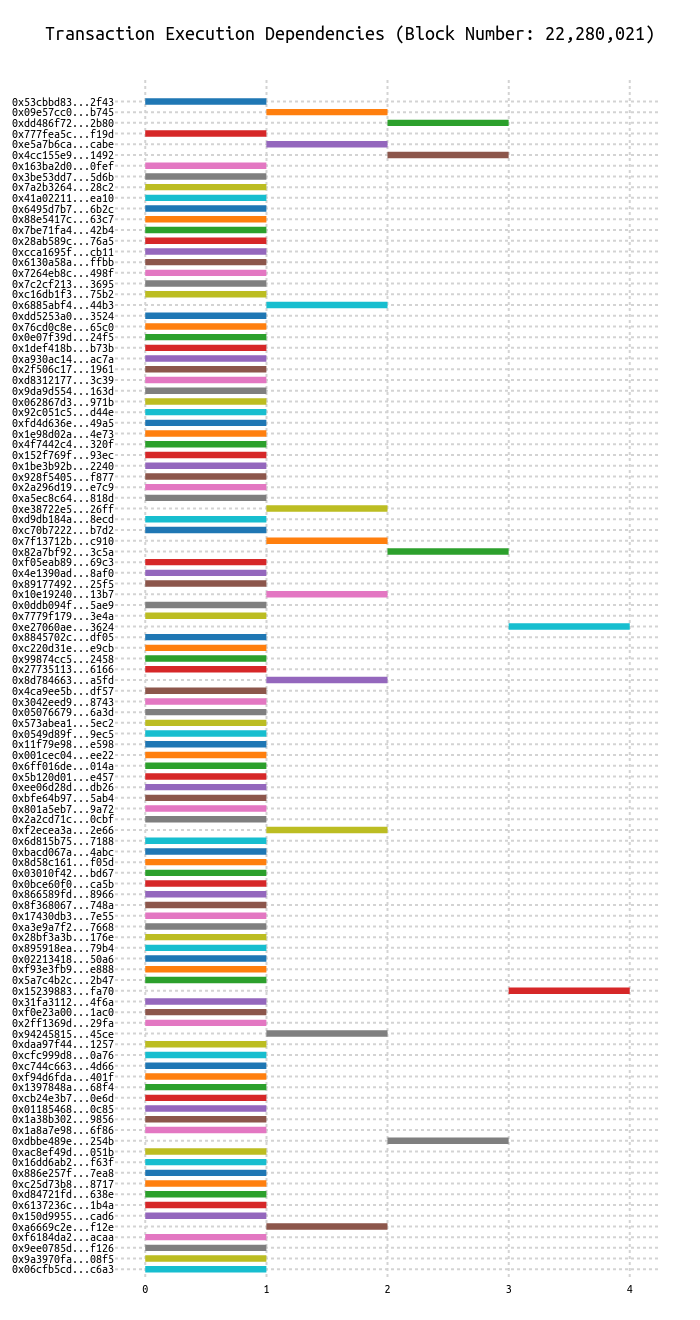 Transaction Execution Dependencies (Block Number: 22,280,021)
0x53cbbd83...2f43
0x09e57cc0...b745
0xdd486f72...2b80
0x777fea5c...f19d
0xe5a7b6ca...cabe
0x4cc155e9...1492
0x163ba2d0...0fef
0x3be53dd7...5d6b
0x7a2b3264...28c2
0x41a02211...ea10
0x6495d7b7...6b2c
0x88e5417c...63c7
0x7be71fa4...42b4
0x28ab589c...76a5
0xcca1695f...cb11
0x6130a58a...ffbb
0x7264eb8c...498f
0x7c2cf213...3695
0xc16db1f3...75b2
0x6885abf4...44b3
0xdd5253a0...3524
0x76cd0c8e...65c0
0x0e07f39d...24f5
0x1def418b...b73b
0xa930ac14...ac7a
0x2f506c17...1961
0xd8312177...3c39
0x9da9d554...163d
0x062867d3...971b
0x92c051c5...d44e
0xfd4d636e...49a5
0x1e98d02a...4e73
0x4f7442c4...320f
0x152f769f...93ec
0x1be3b92b...2240
0x928f5405...f877
0x2a296d19...e7c9
0xa5ec8c64...818d
0xe38722e5...26ff
0xd9db184a...8ecd
0xc70b7222...b7d2
0x7f13712b...c910
0x82a7bf92...3c5a
0xf05eab89...69c3
0x4e1390ad...8af0
0x89177492...25f5
0x10e19240...13b7
0x0ddb094f...5ae9
0x7779f179...3e4a
0xe27060ae...3624
0x8845702c...df05
0xc220d31e...e9cb
0x99874cc5...2458
0x27735113...6166
0x8d784663...a5fd
0x4ca9ee5b...df57
0x3042eed9...8743
0x05076679...6a3d
0x573abea1...5ec2
0x0549d89f...9ec5
0x11f79e98...e598
0x001cec04...ee22
0x6ff016de...014a
0x5b120d01...e457
0xee06d28d...db26
0xbfe64b97...5ab4
0x801a5eb7...9a72
0x2a2cd71c...0cbf
0xf2ecea3a...2e66
0x6d815b75...7188
0xbacd067a...4abc
0x8d58c161...f05d
0x03010f42...bd67
0x0bce60f0...ca5b
0x866589fd...8966
0x8f368067...748a
0x17430db3...7e55
0xa3e9a7f2...7668
0x28bf3a3b...176e
0x895918ea...79b4
0x02213418...50a6
0xf93e3fb9...e888
0x5a7c4b2c...2b47
0x15239883...fa70
0x31fa3112...4f6a
0xf0e23a00...1ac0
0x2ff1369d...29fa
0x94245815...45ce
0xdaa97f44...1257
0xcfc999d8...0a76
0xc744c663...4d66
0xf94d6fda...401f
0x1397848a...68f4
0xcb24e3b7...0e6d
0x01185468...0c85
0x1a38b302...9856
0x1a8a7e98...6f86
0xdbbe489e...254b
0xac8ef49d...051b
0x16dd6ab2...f63f
0x886e257f...7ea8
0xc25d73b8...8717
0xd84721fd...638e
0x6137236c...1b4a
0x150d9955...cad6
0xa6669c2e...f12e
0xf6184da2...acaa
0x9ee0785d...f126
0x9a3970fa...08f5
0x06cfb5cd...c6a3
0 1 2 3 4